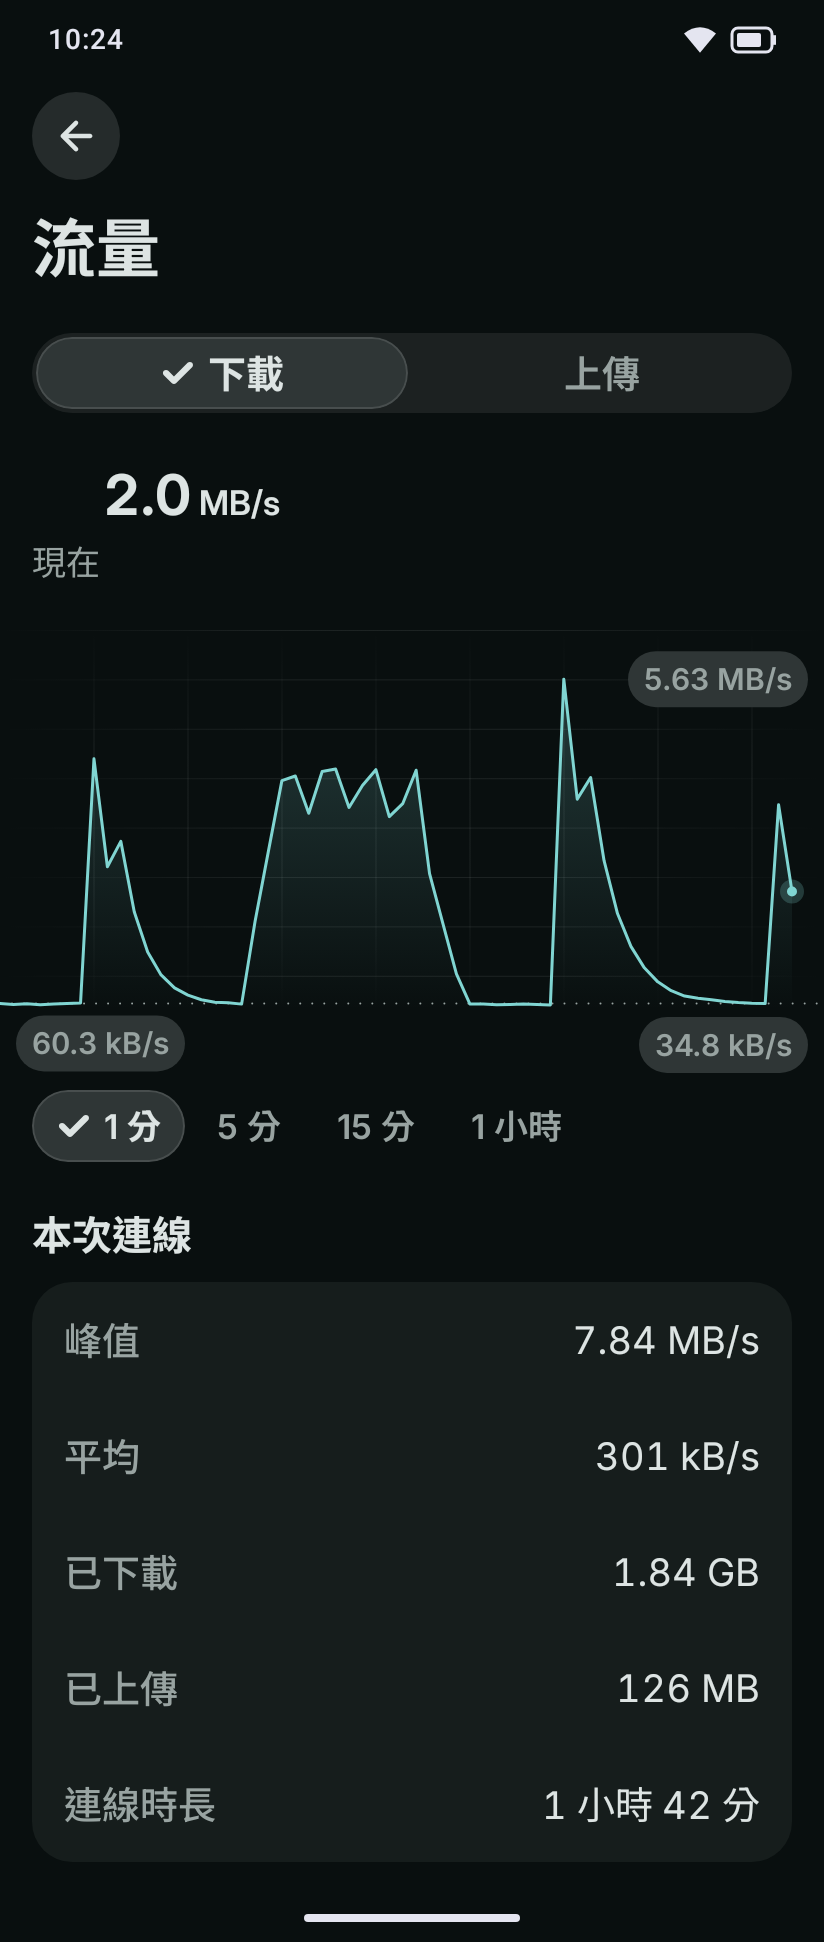 10:24
流量
下載
上傳
2.0 MB/s
現在
5.63 MB/s
60.3 kB/s
34.8 kB/s
1 分
5 分
15 分
1 小時
本次連線
峰值
7.84 MB/s
平均
301 kB/s
已下載
1.84 GB
已上傳
126 MB
連線時長
1 小時 42 分